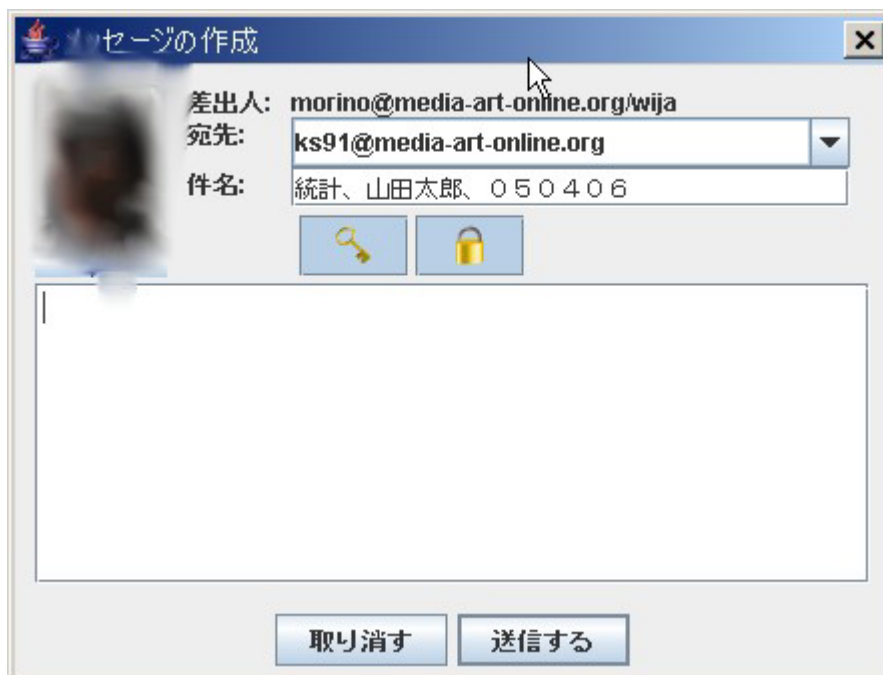 セージの作成
差出人: morino@media-art-online.org/wija
宛先: ks91@media-art-online.org
件名: 統計、山田太郎、０５０４０６
取り消す 送信する